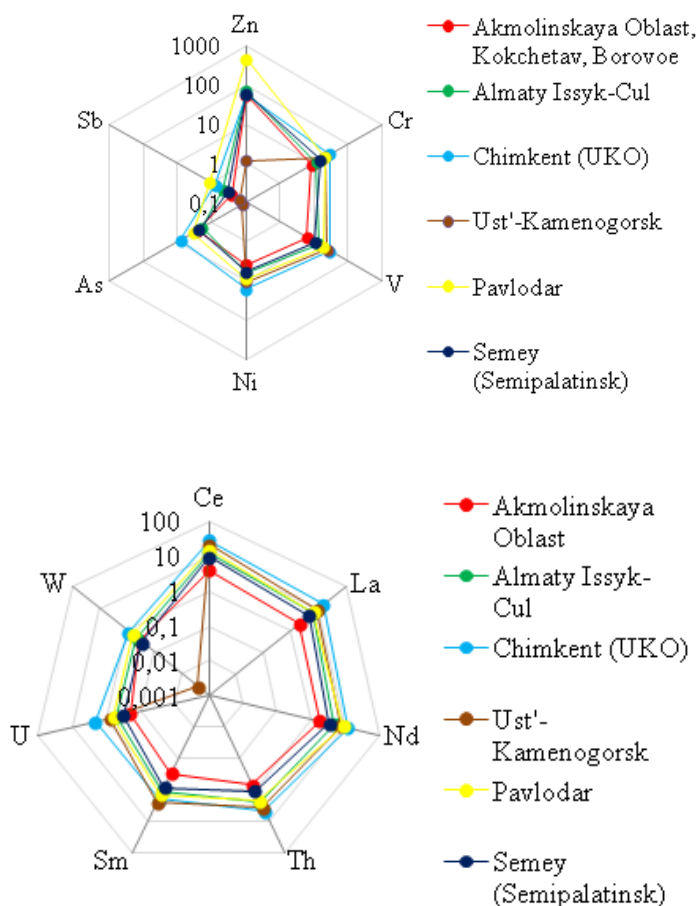 Zn
1000
100
10
1
0,1
Sb
Cr
As
V
Ni
Akmolinskaya Oblast,
Kokchetav, Borovoe
Almaty Issyk-Cul
Chimkent (UKO)
Ust'-Kamenogorsk
Pavlodar
Semey
(Semipalatinsk)
Ce
100
10
1
0,1
0,01
0,001
W
La
U
Nd
Sm
Th
Akmolinskaya
Oblast
Almaty Issyk-
Cul
Chimkent (UKO)
Ust'-
Kamenogorsk
Pavlodar
Semey
(Semipalatinsk)